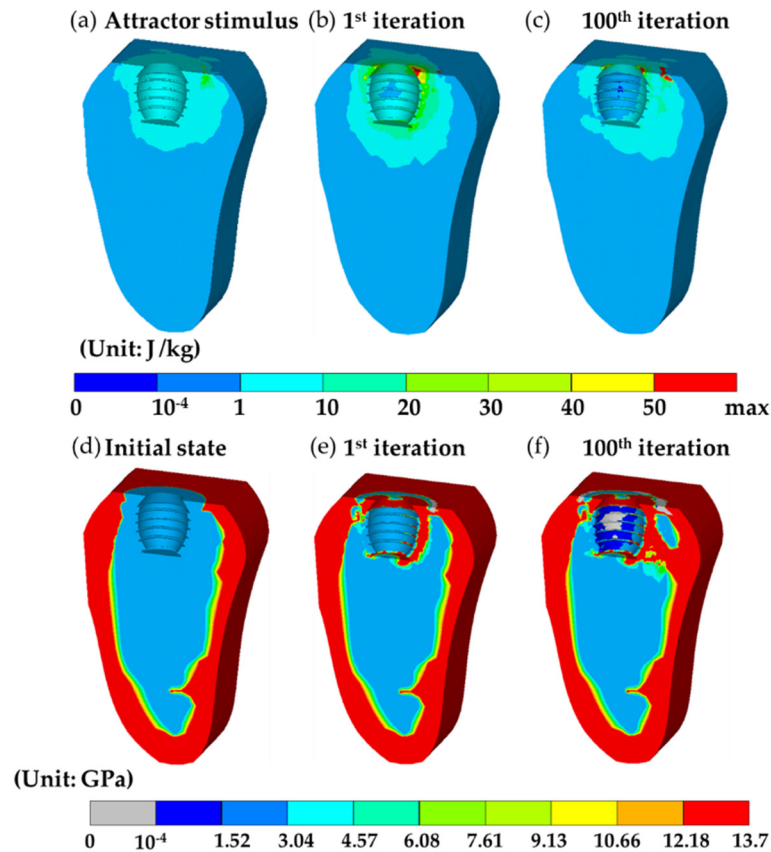 (a) Attractor stimulus (b) 1st iteration (c) 100th iteration
(Unit: J/kg)
0 10-4 1 10 20 30 40 50 max
(d) Initial state (e) 1st iteration (f) 100th iteration
(Unit: GPa)
0 10-4 1.52 3.04 4.57 6.08 7.61 9.13 10.66 12.18 13.7